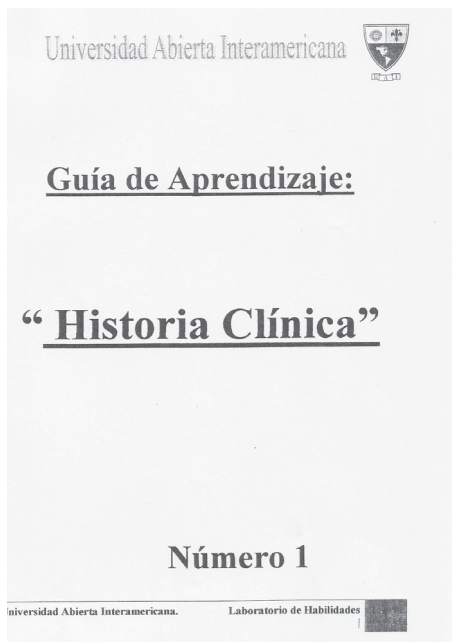 Universidad Abierta Interamericana
U A I
Guía de Aprendizaje:
“ Historia Clínica”
Número 1
niversidad Abierta Interamericana. Laboratorio de Habilidades